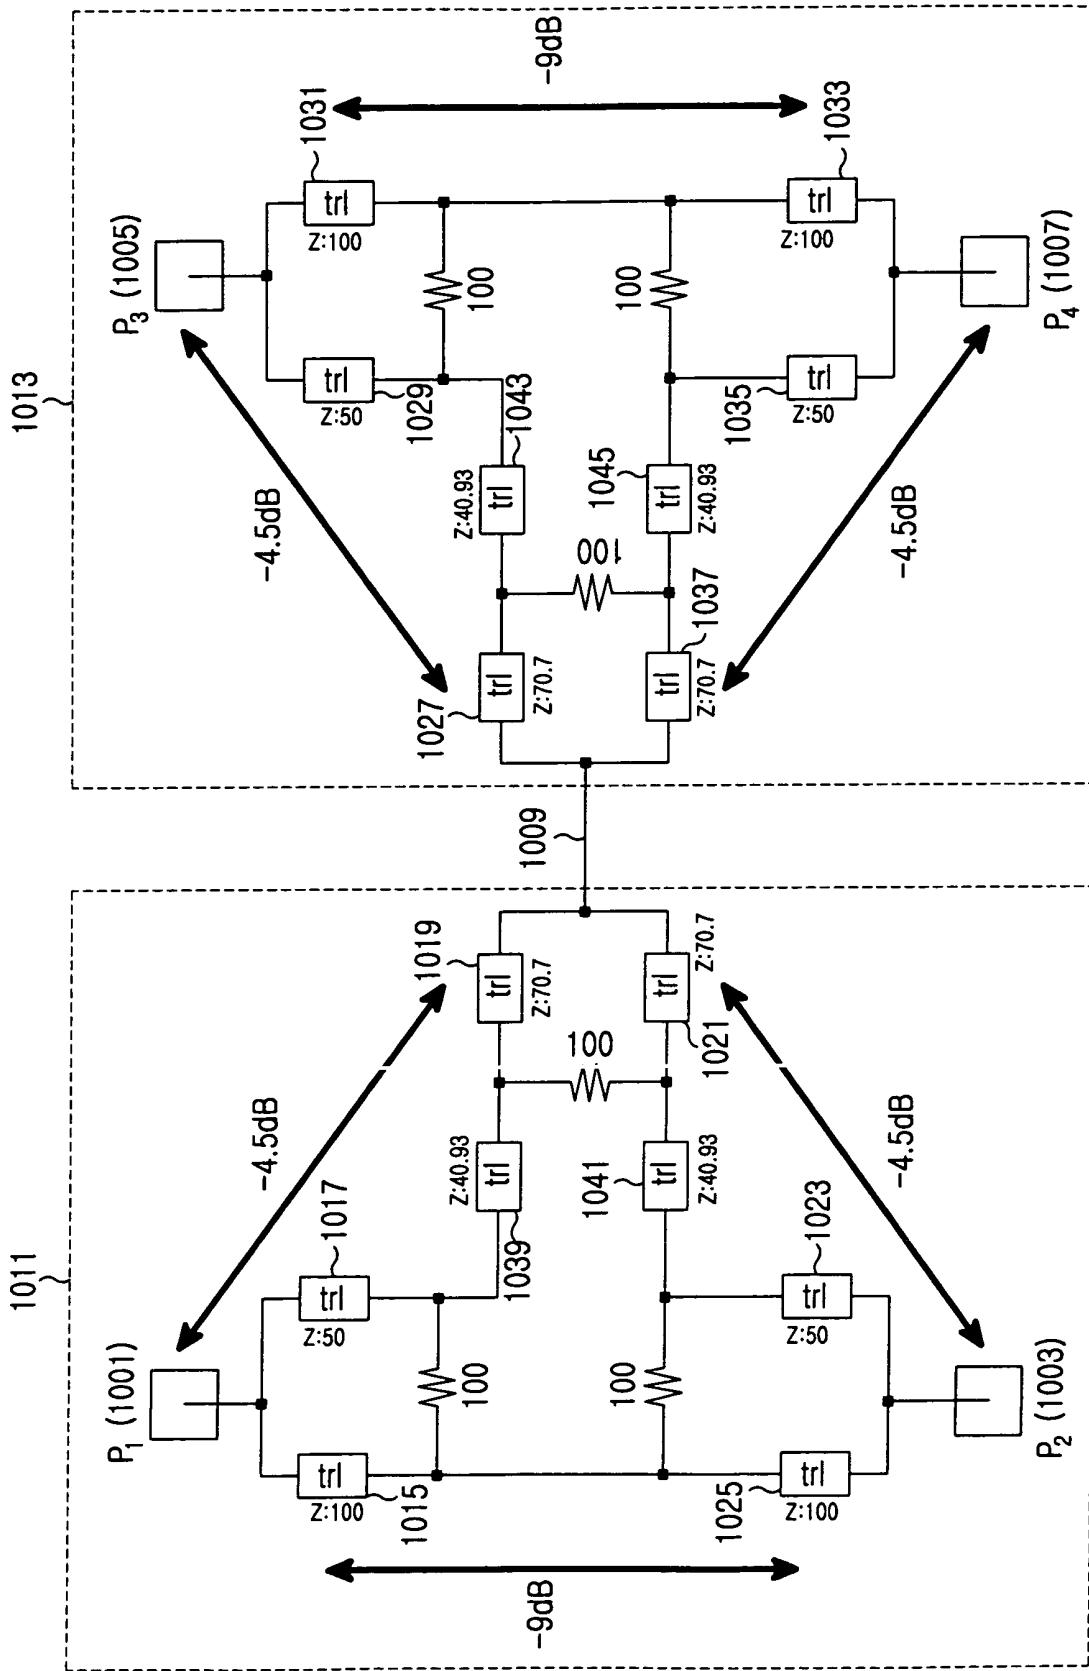 1011
P1 (1001)
-4.5dB
1017
trl
Z:50
trl
Z:100
1015
100
Z:40.93
trl
1039
1019
trl
Z:70.7
100
1041
trl
Z:40.93
trl
Z:70.7
1021
100
1023
trl
Z:50
1025
trl
Z:100
-4.5dB
P2 (1003)
-9dB
1009
1013
P3 (1005)
-4.5dB
1031
trl
Z:100
trl
Z:50
1029
100
1043
Z:40.93
trl
1027
trl
Z:70.7
100
1045
trl
Z:40.93
1037
trl
Z:70.7
100
1033
trl
Z:100
1035
trl
Z:50
-4.5dB
P4 (1007)
-9dB